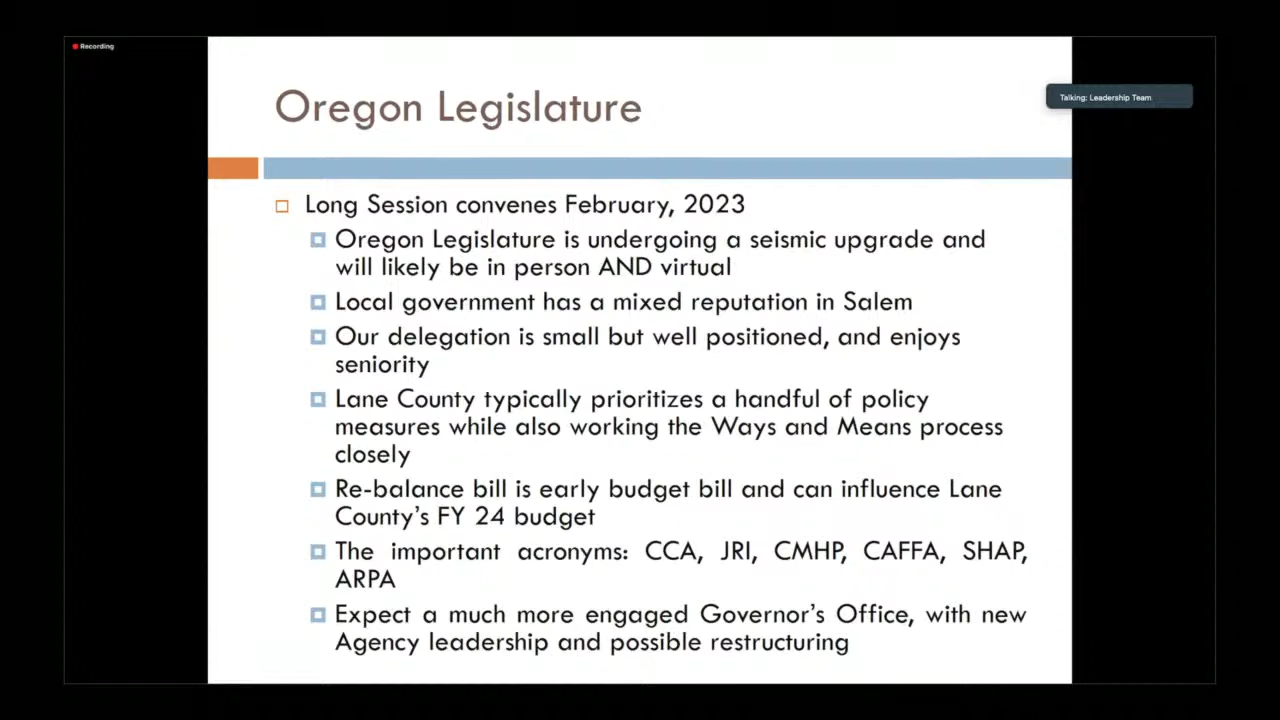 Recording
Oregon Legislature
Talking: Leadership Team
Long Session convenes February, 2023
Oregon Legislature is undergoing a seismic upgrade and
will likely be in person AND virtual
Local government has a mixed reputation in Salem
Our delegation is small but well positioned, and enjoys
seniority
Lane County typically prioritizes a handful of policy
measures while also working the Ways and Means process
closely
Re-balance bill is early budget bill and can influence Lane
County's FY 24 budget
The important acronyms: CCA, JRI, CMHP, CAFFA, SHAP,
ARPA
Expect a much more engaged Governor's Office, with new
Agency leadership and possible restructuring